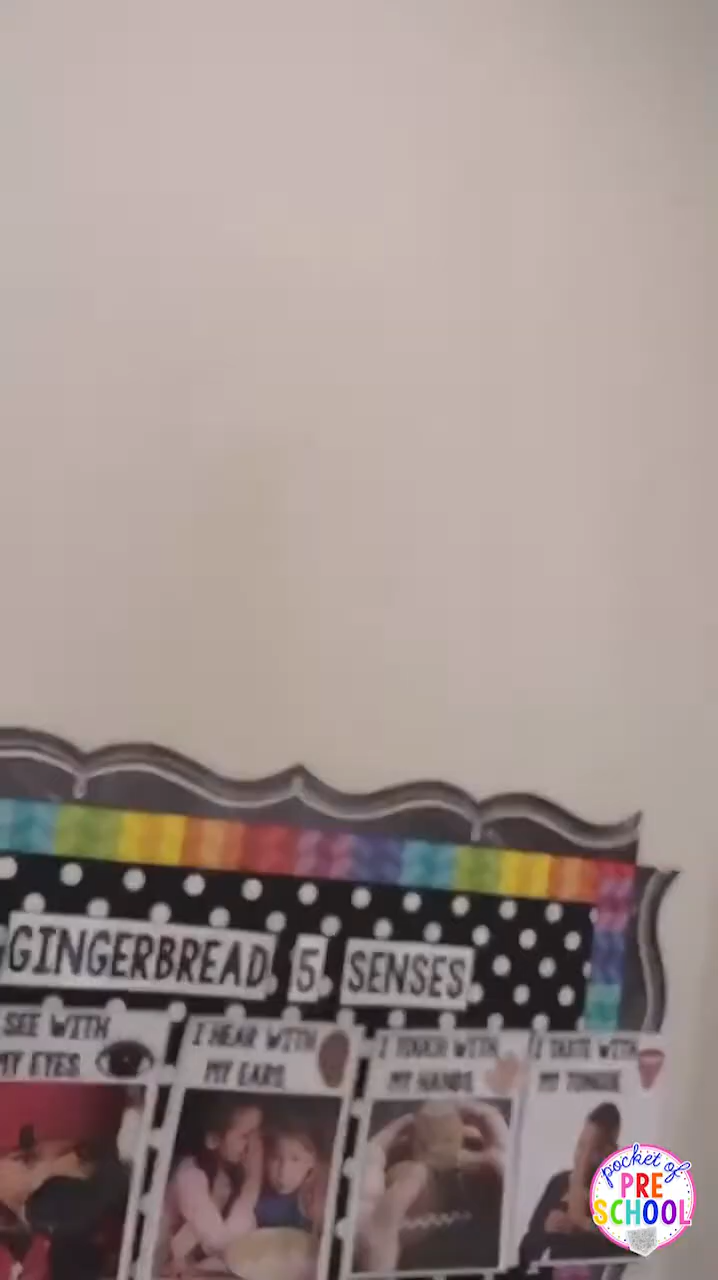 GINGERBREAD 5 SENSES
SEE WITH
MY EYES
I HEAR WITH
MY EARS
I TOUCH WITH
MY HANDS
I TASTE WITH
MY TONGUE
pocket of
PRE
SCHOOL